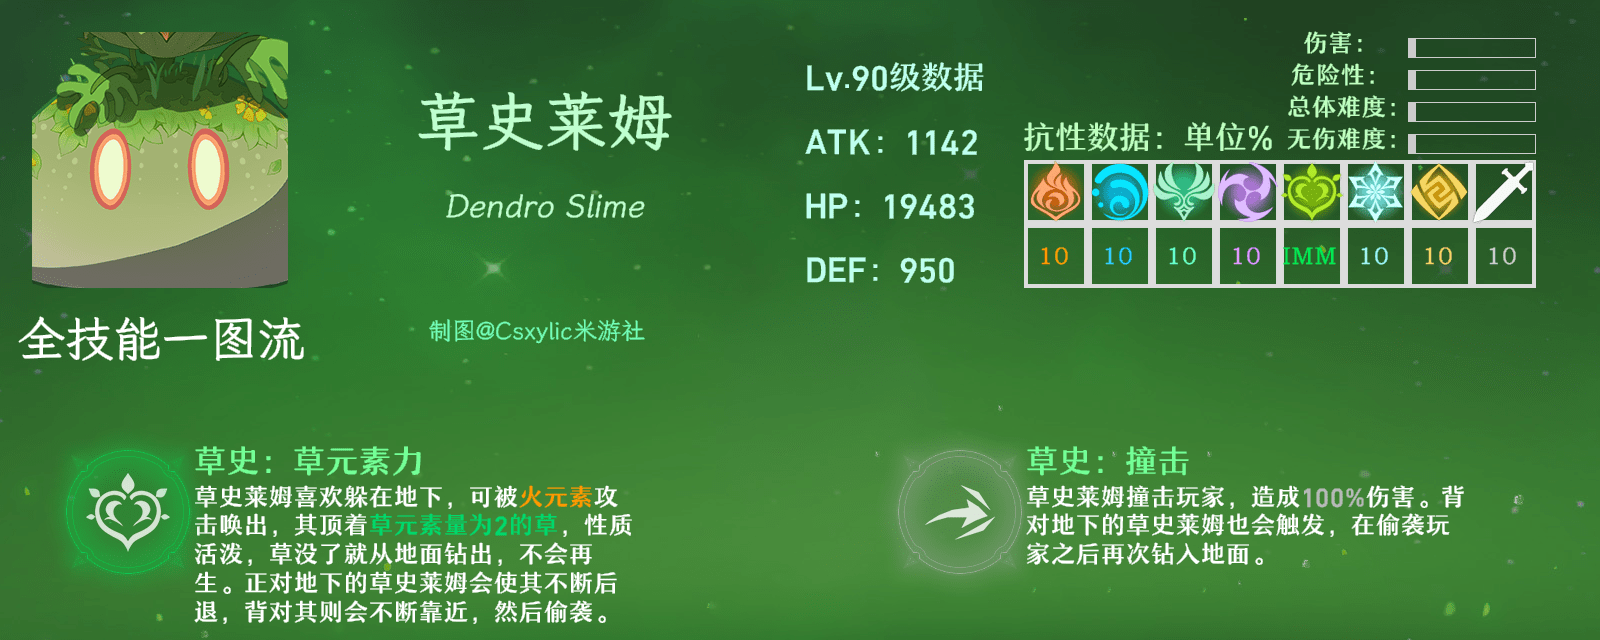 伤害：
危险性：
总体难度：
无伤难度：
Lv.90级数据
草史莱姆
ATK：1142
抗性数据：单位%
Dendro Slime
HP：19483
10 10 10 10 IMM 10 10 10
DEF：950
全技能一图流
制图@Csxylic米游社
草史：草元素力
草史莱姆喜欢躲在地下，可被火元素攻
击唤出，其顶着草元素量为2的草，性质
活泼，草没了就从地面钻出，不会再
生。正对地下的草史莱姆会使其不断后
退，背对其则会不断靠近，然后偷袭。
草史：撞击
草史莱姆撞击玩家，造成100%伤害。背
对地下的草史莱姆也会触发，在偷袭玩
家之后再次钻入地面。